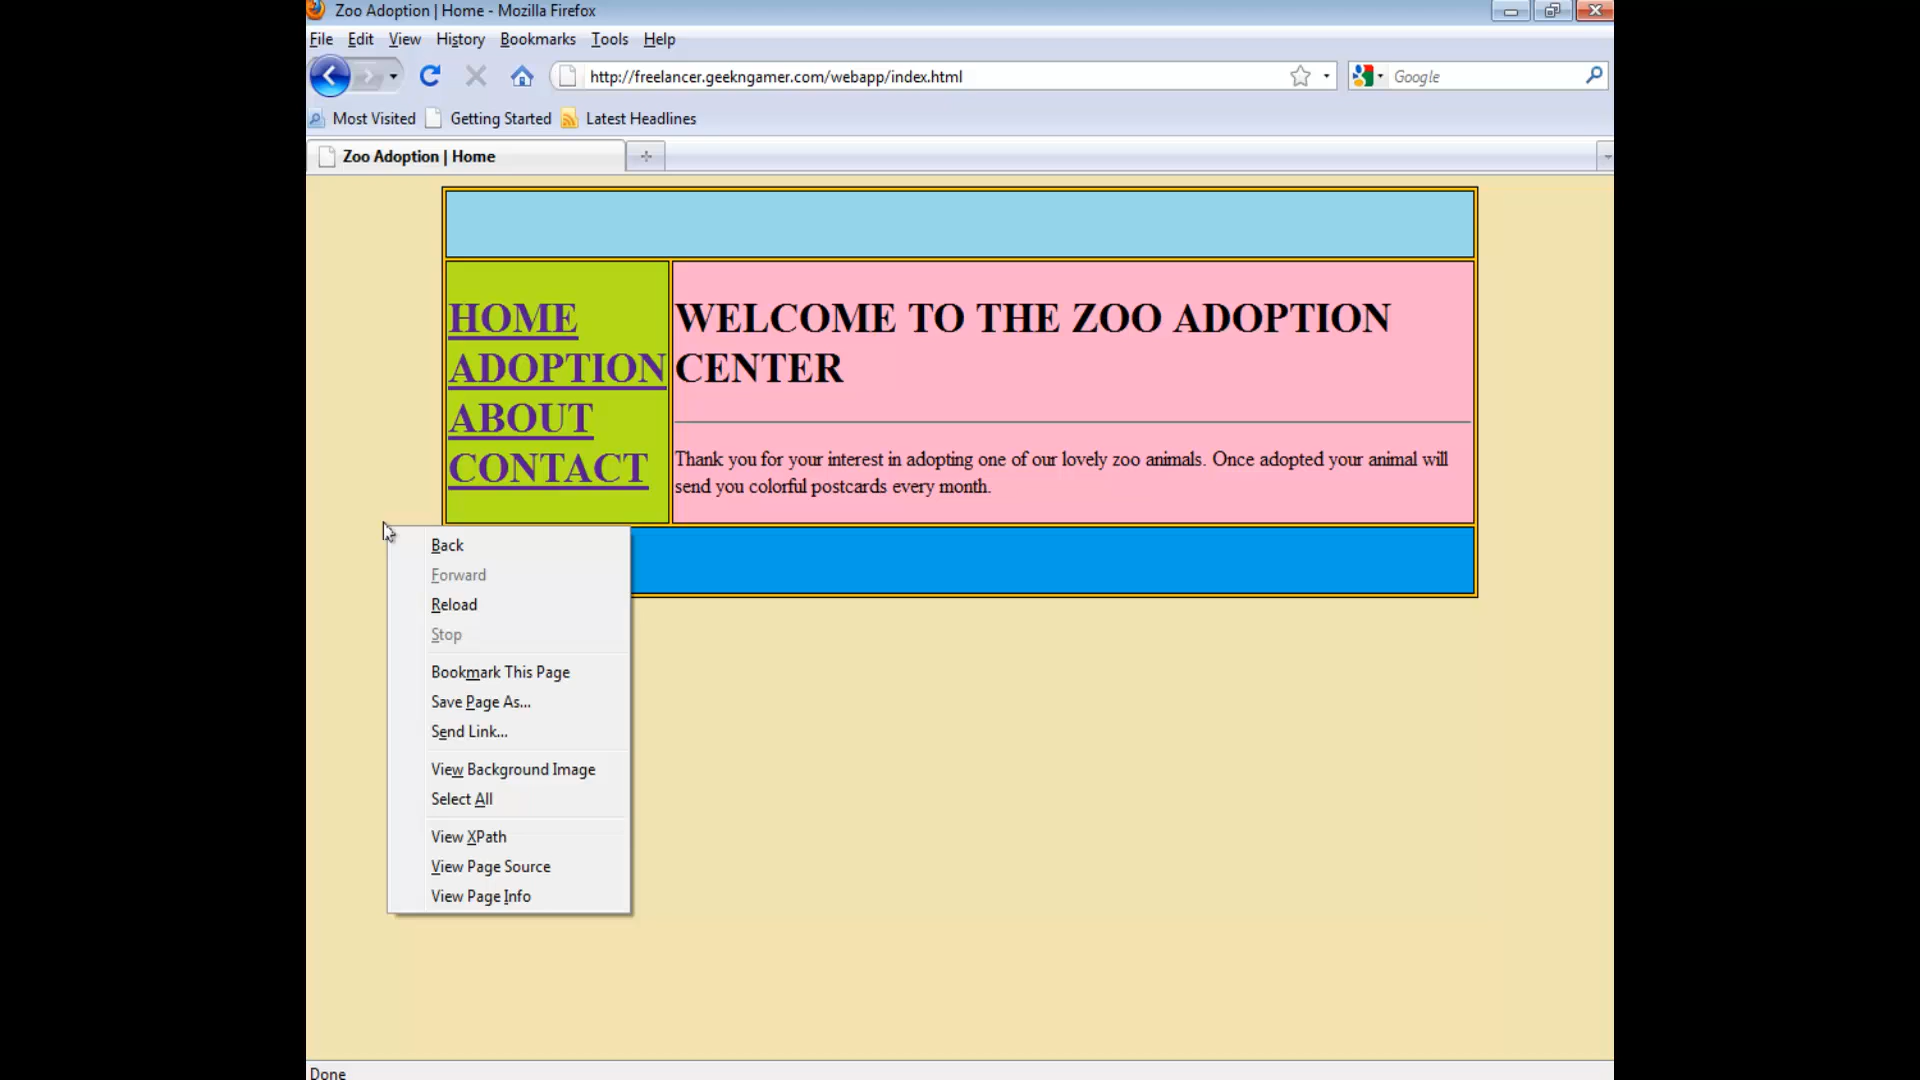 Zoo Adoption | Home - Mozilla Firefox
File Edit View History Bookmarks Tools Help
http://freelancer.geekngamer.com/webapp/index.html
Google
Most Visited Getting Started Latest Headlines
Zoo Adoption | Home
HOME
ADOPTION
ABOUT
CONTACT
WELCOME TO THE ZOO ADOPTION
CENTER
Thank you for your interest in adopting one of our lovely zoo animals. Once adopted your animal will
send you colorful postcards every month.
Back
Forward
Reload
Stop
Bookmark This Page
Save Page As...
Send Link...
View Background Image
Select All
View XPath
View Page Source
View Page Info
Done